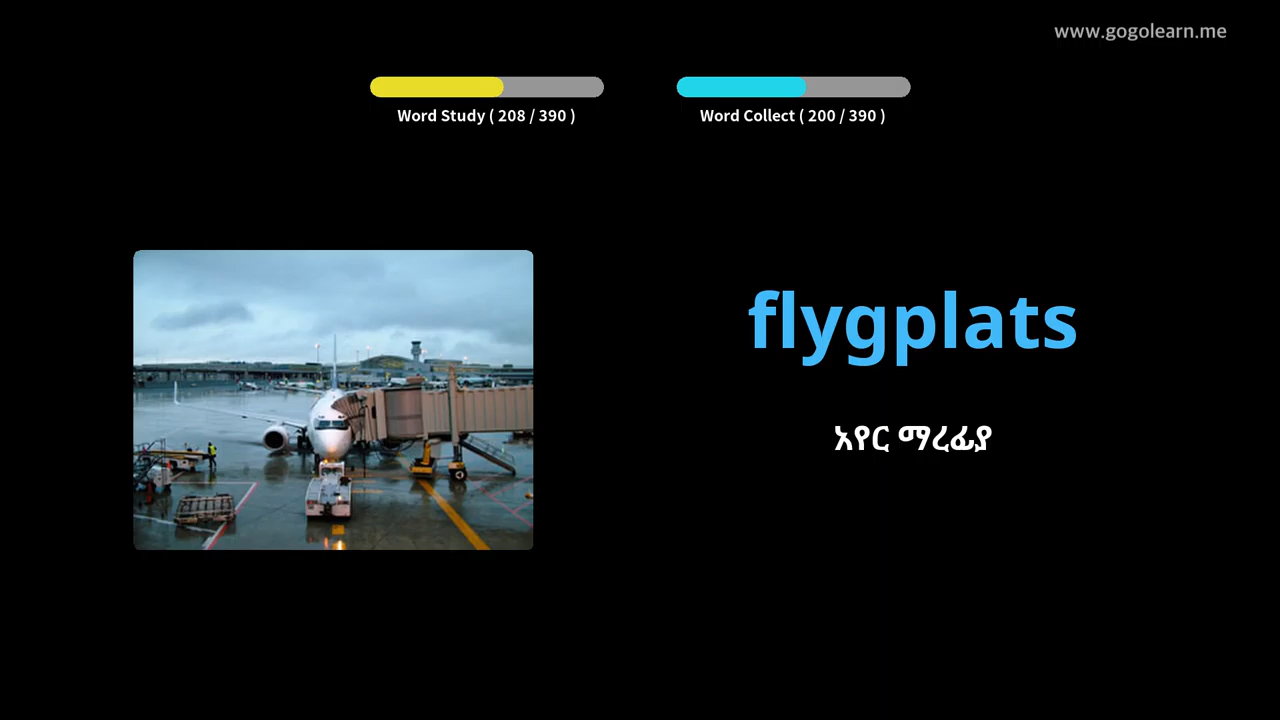 www.gogolearn.me
Word Study ( 208 / 390 )
Word Collect ( 200 / 390 )
flygplats
አየር ማረፊያ